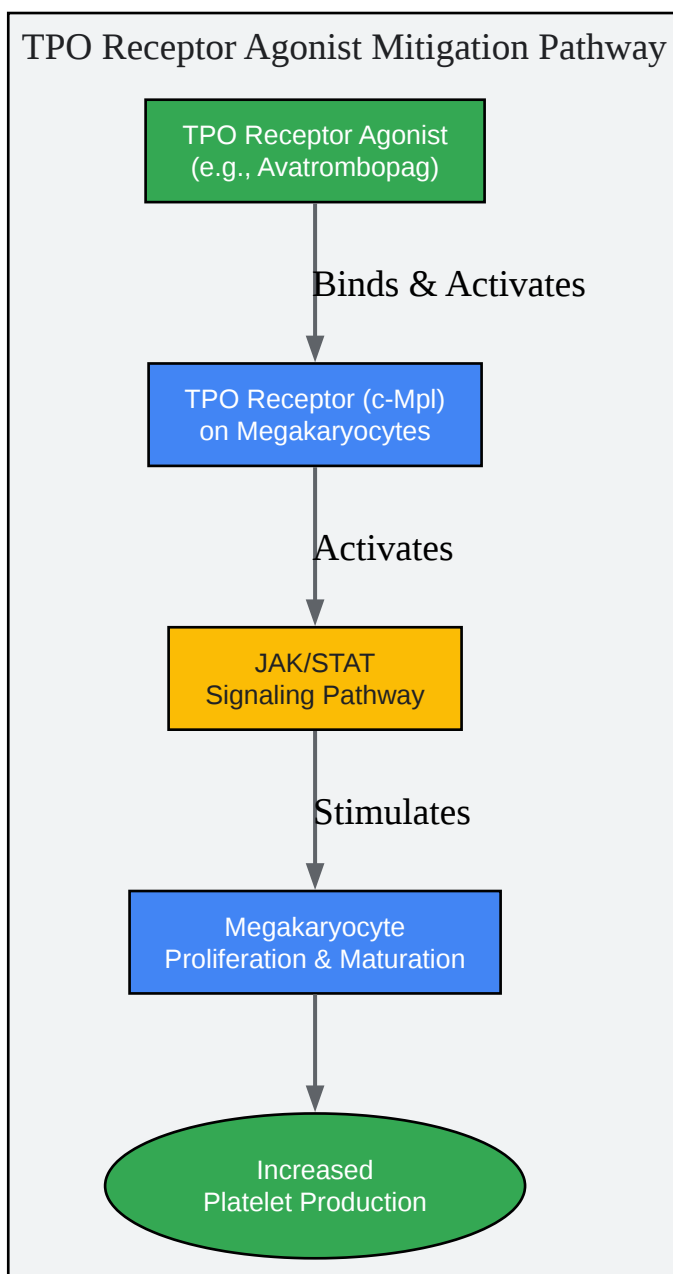 TPO Receptor Agonist Mitigation Pathway
TPO Receptor Agonist
(e.g., Avatrombopag)
Binds & Activates
TPO Receptor (c-Mpl)
on Megakaryocytes
Activates
JAK/STAT
Signaling Pathway
Stimulates
Megakaryocyte
Proliferation & Maturation
Increased
Platelet Production